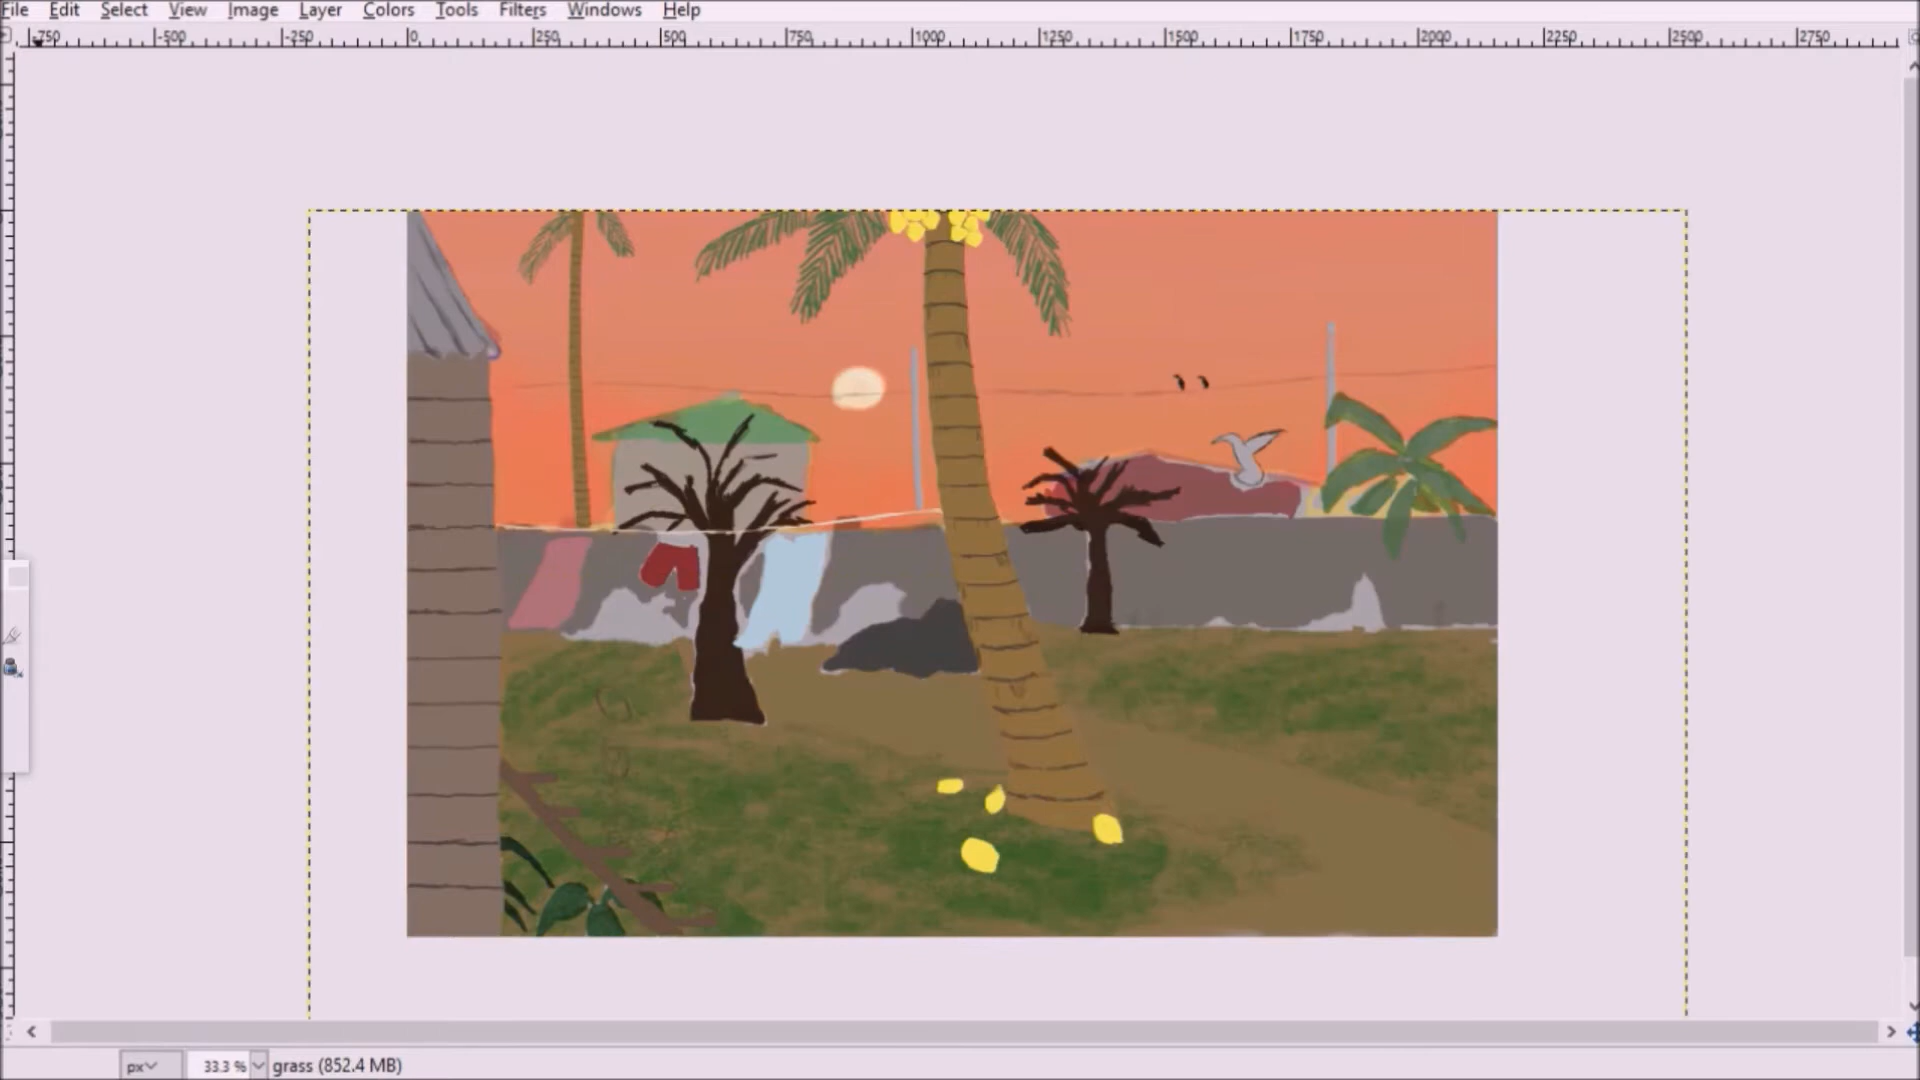 File Edit Select View Image Layer Colors Tools Filters Windows Help
-750 -500 -250 0 250 500 750 1000 1250 1500 1750 2000 2250 2500 2750
px 33.3 % grass (852.4 MB)